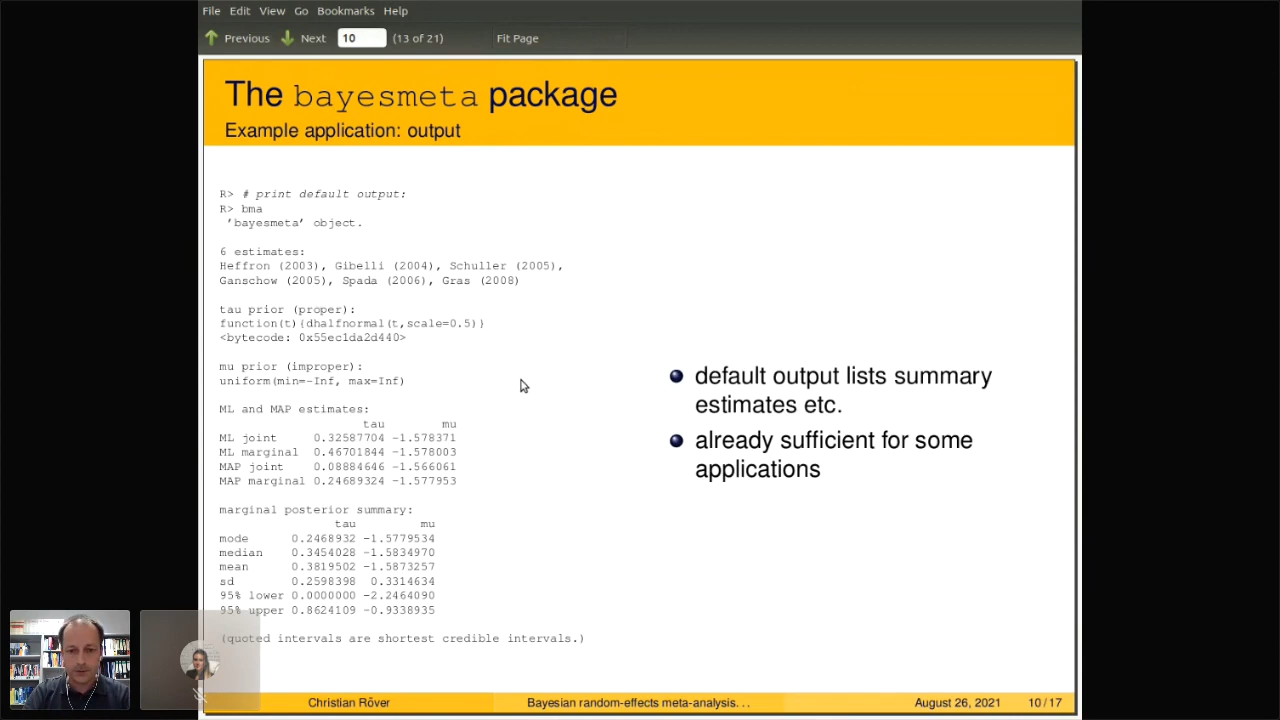 File Edit View Go Bookmarks Help
Previous Next 10 (13 of 21) Fit Page
The bayesmeta package
Example application: output
R> # print default output:
R> bma
'bayesmeta' object.
6 estimates:
Heffron (2003), Gibelli (2004), Schuller (2005),
Ganschow (2005), Spada (2006), Gras (2008)
tau prior (proper):
function(t){dhalfnormal(t,scale=0.5)}
<bytecode: 0x55ec1da2d440>
mu prior (improper):
uniform(min=-Inf, max=Inf)
ML and MAP estimates:
tau mu
ML joint 0.32587704 -1.578371
ML marginal 0.46701844 -1.578003
MAP joint 0.08884646 -1.566061
MAP marginal 0.24689324 -1.577953
marginal posterior summary:
tau mu
mode 0.2468932 -1.5779534
median 0.3454028 -1.5834970
mean 0.3819502 -1.5873257
sd 0.2598398 0.3314634
95% lower 0.0000000 -2.2464090
95% upper 0.8624109 -0.9338935
(quoted intervals are shortest credible intervals.)
default output lists summary
estimates etc.
already sufficient for some
applications
Christian Röver Bayesian random-effects meta-analysis... August 26, 2021 10 / 17